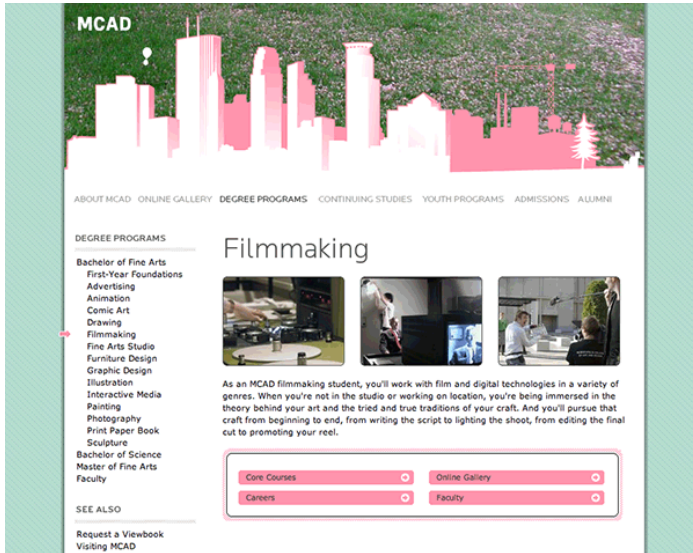 MCAD
ABOUT MCAD ONLINE GALLERY DEGREE PROGRAMS CONTINUING STUDIES YOUTH PROGRAMS ADMISSIONS ALUMNI
DEGREE PROGRAMS
Bachelor of Fine Arts
First-Year Foundations
Advertising
Animation
Comic Art
Drawing
Filmmaking
Fine Arts Studio
Furniture Design
Graphic Design
Illustration
Interactive Media
Painting
Photography
Print Paper Book
Sculpture
Bachelor of Science
Master of Fine Arts
Faculty
SEE ALSO
Request a Viewbook
Visiting MCAD
Filmmaking
As an MCAD filmmaking student, you'll work with film and digital technologies in a variety of
genres. When you're not in the studio or working on location, you're being immersed in the
theory behind your art and the tried and true traditions of your craft. And you'll pursue that
craft from beginning to end, from writing the script to lighting the shoot, from editing the final
cut to promoting your reel.
Core Courses
Online Gallery
Careers
Faculty